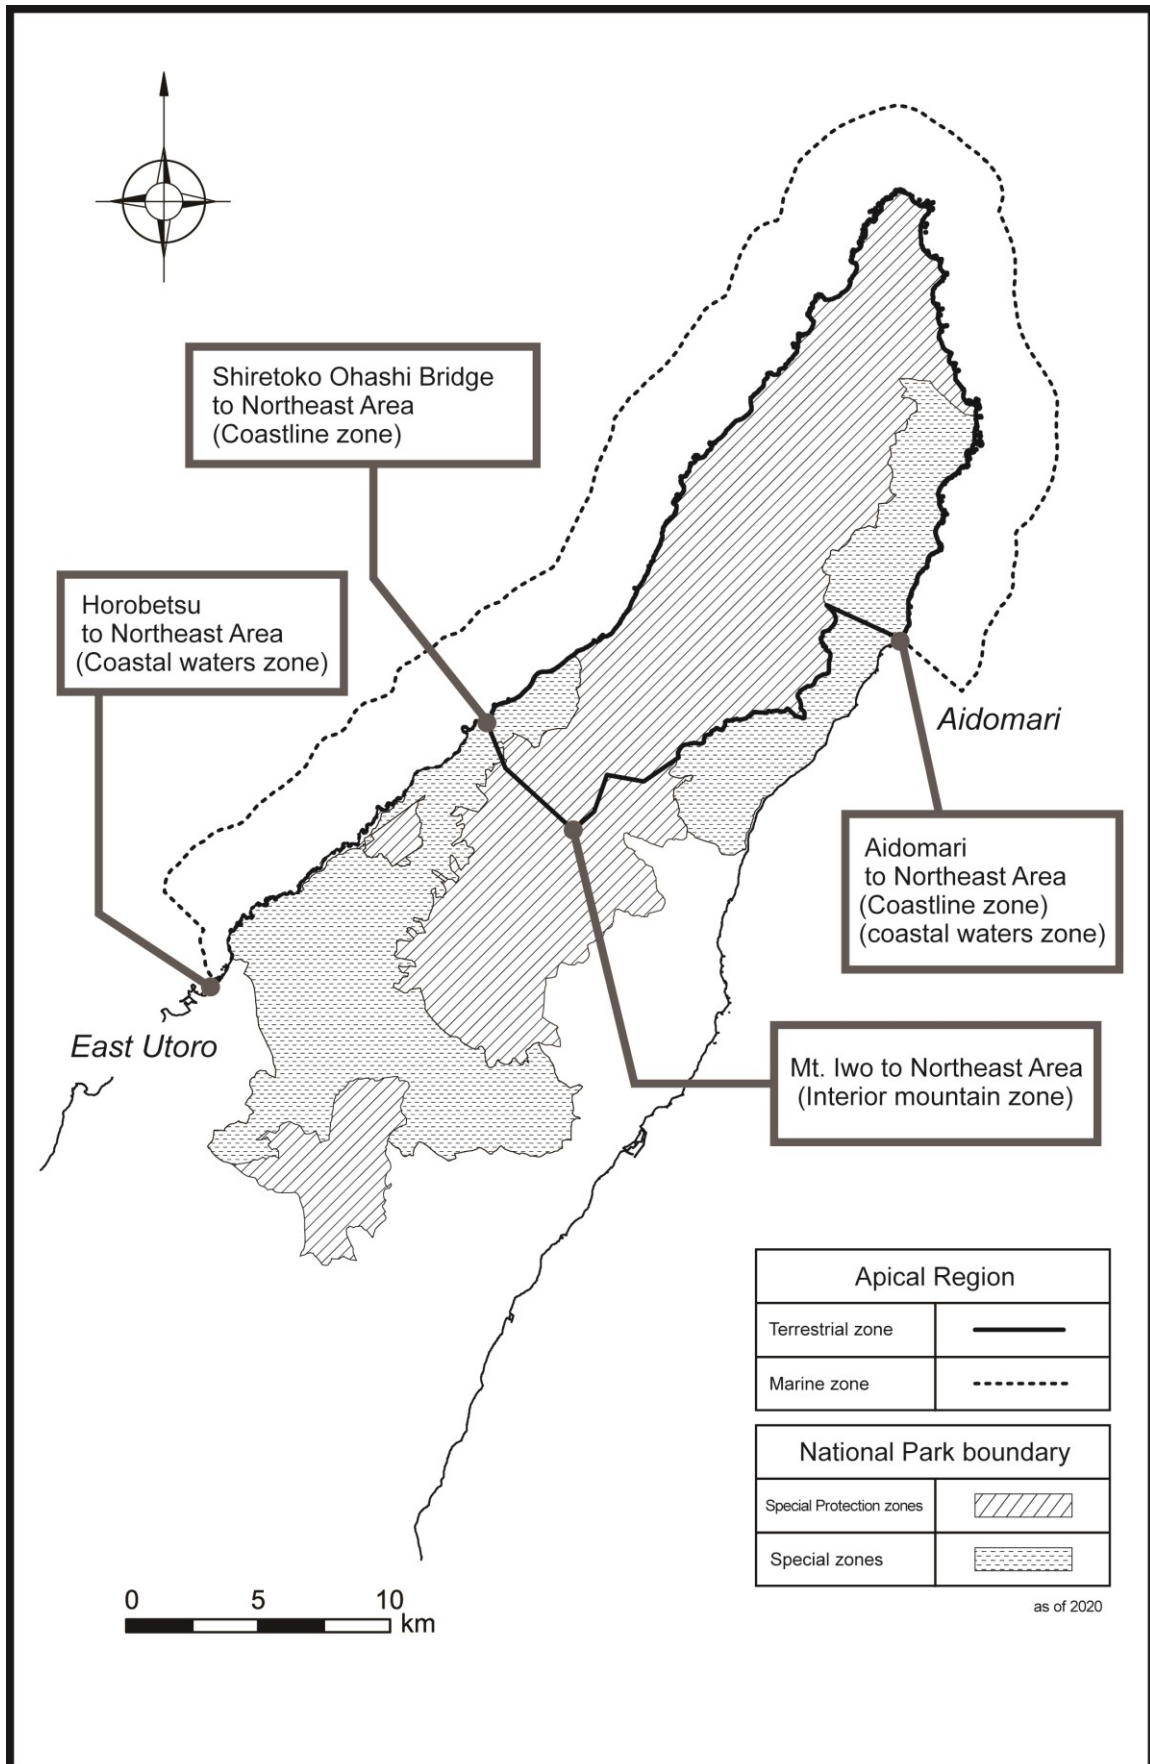 Shiretoko Ohashi Bridge
to Northeast Area
(Coastline zone)
Horobetsu
to Northeast Area
(Coastal waters zone)
Aidomari
Aidomari
to Northeast Area
(Coastline zone)
(coastal waters zone)
East Utoro
Mt. Iwo to Northeast Area
(Interior mountain zone)
Apical Region
Terrestrial zone
Marine zone
National Park boundary
Special Protection zones
Special zones
as of 2020
0 5 10
km